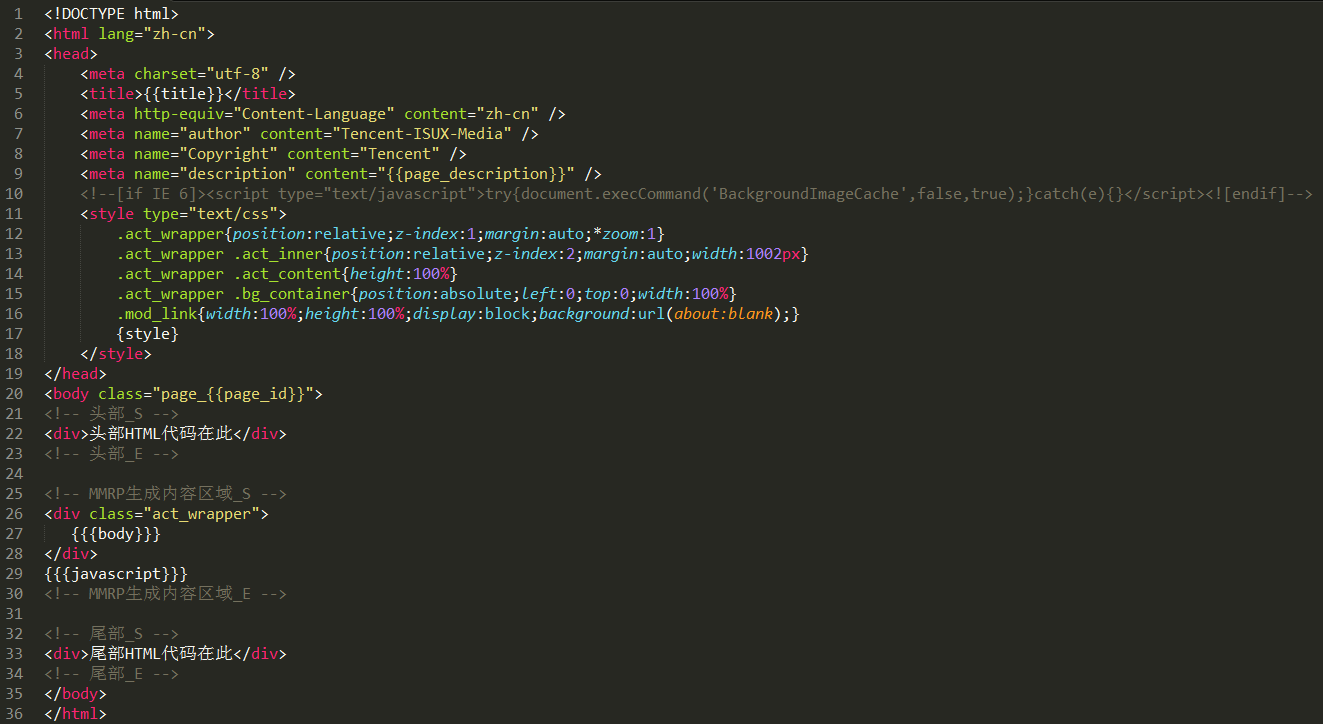 1 <!DOCTYPE html>
2 <html lang="zh-cn">
3 <head>
4     <meta charset="utf-8" />
5     <title>{{title}}</title>
6     <meta http-equiv="Content-Language" content="zh-cn" />
7     <meta name="author" content="Tencent-ISUX-Media" />
8     <meta name="Copyright" content="Tencent" />
9     <meta name="description" content="{{page_description}}" />
10     <!--[if IE 6]><script type="text/javascript">try{document.execCommand('BackgroundImageCache',false,true);}catch(e){}</script><![endif]-->
11     <style type="text/css">
12         .act_wrapper{position:relative;z-index:1;margin:auto;*zoom:1}
13         .act_wrapper .act_inner{position:relative;z-index:2;margin:auto;width:1002px}
14         .act_wrapper .act_content{height:100%}
15         .act_wrapper .bg_container{position:absolute;left:0;top:0;width:100%}
16         .mod_link{width:100%;height:100%;display:block;background:url(about:blank);}
17         {style}
18     </style>
19 </head>
20 <body class="page_{{page_id}}">
21 <!-- 头部_S -->
22 <div>头部HTML代码在此</div>
23 <!-- 头部_E -->
24
25 <!-- MMRP生成内容区域_S -->
26 <div class="act_wrapper">
27    {{{body}}}
28 </div>
29 {{{javascript}}}
30 <!-- MMRP生成内容区域_E -->
31
32 <!-- 尾部_S -->
33 <div>尾部HTML代码在此</div>
34 <!-- 尾部_E -->
35 </body>
36 </html>